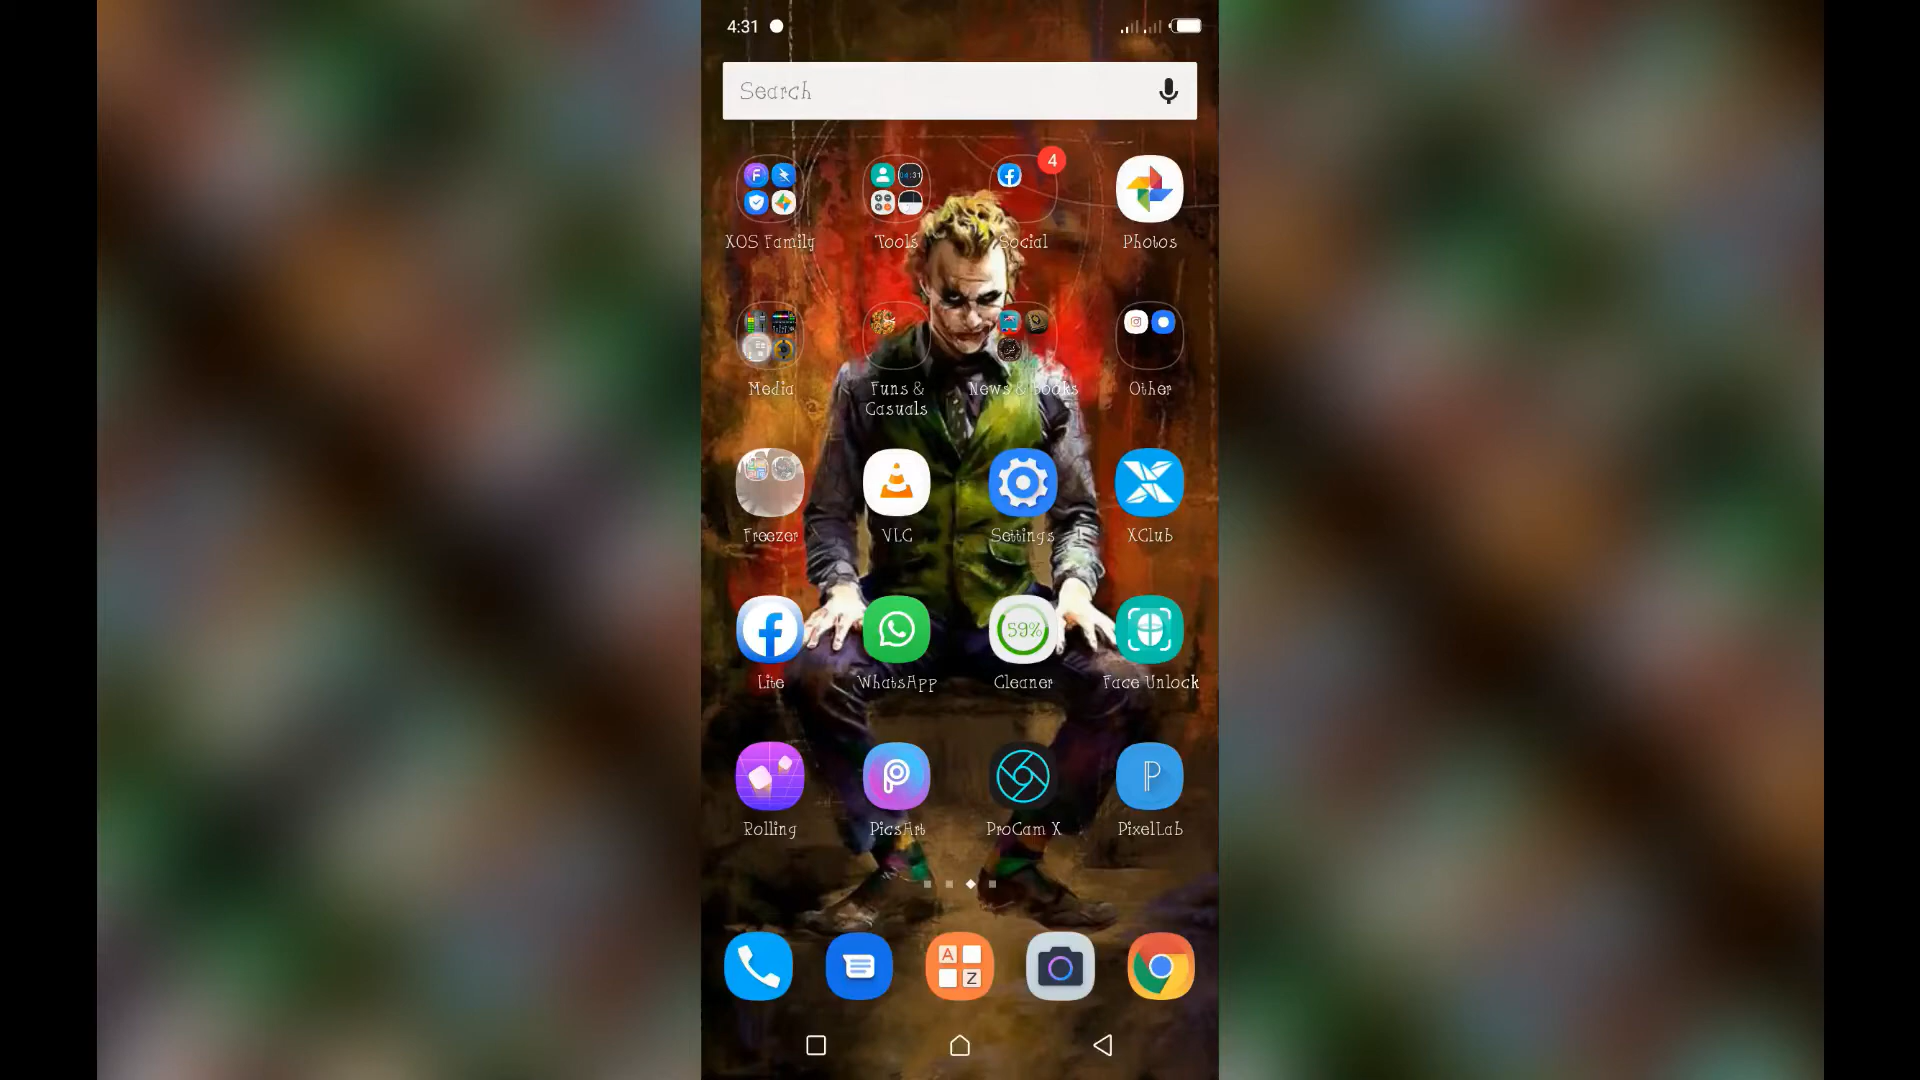 4:31
Search
4
XOS Family Tools Social Photos
Media Funs & Casuals News & Books Other
Freezer VLC Settings XClub
59%
Lite WhatsApp Cleaner Face Unlock
Rolling PicsArt ProCam X PixelLab
A
Z